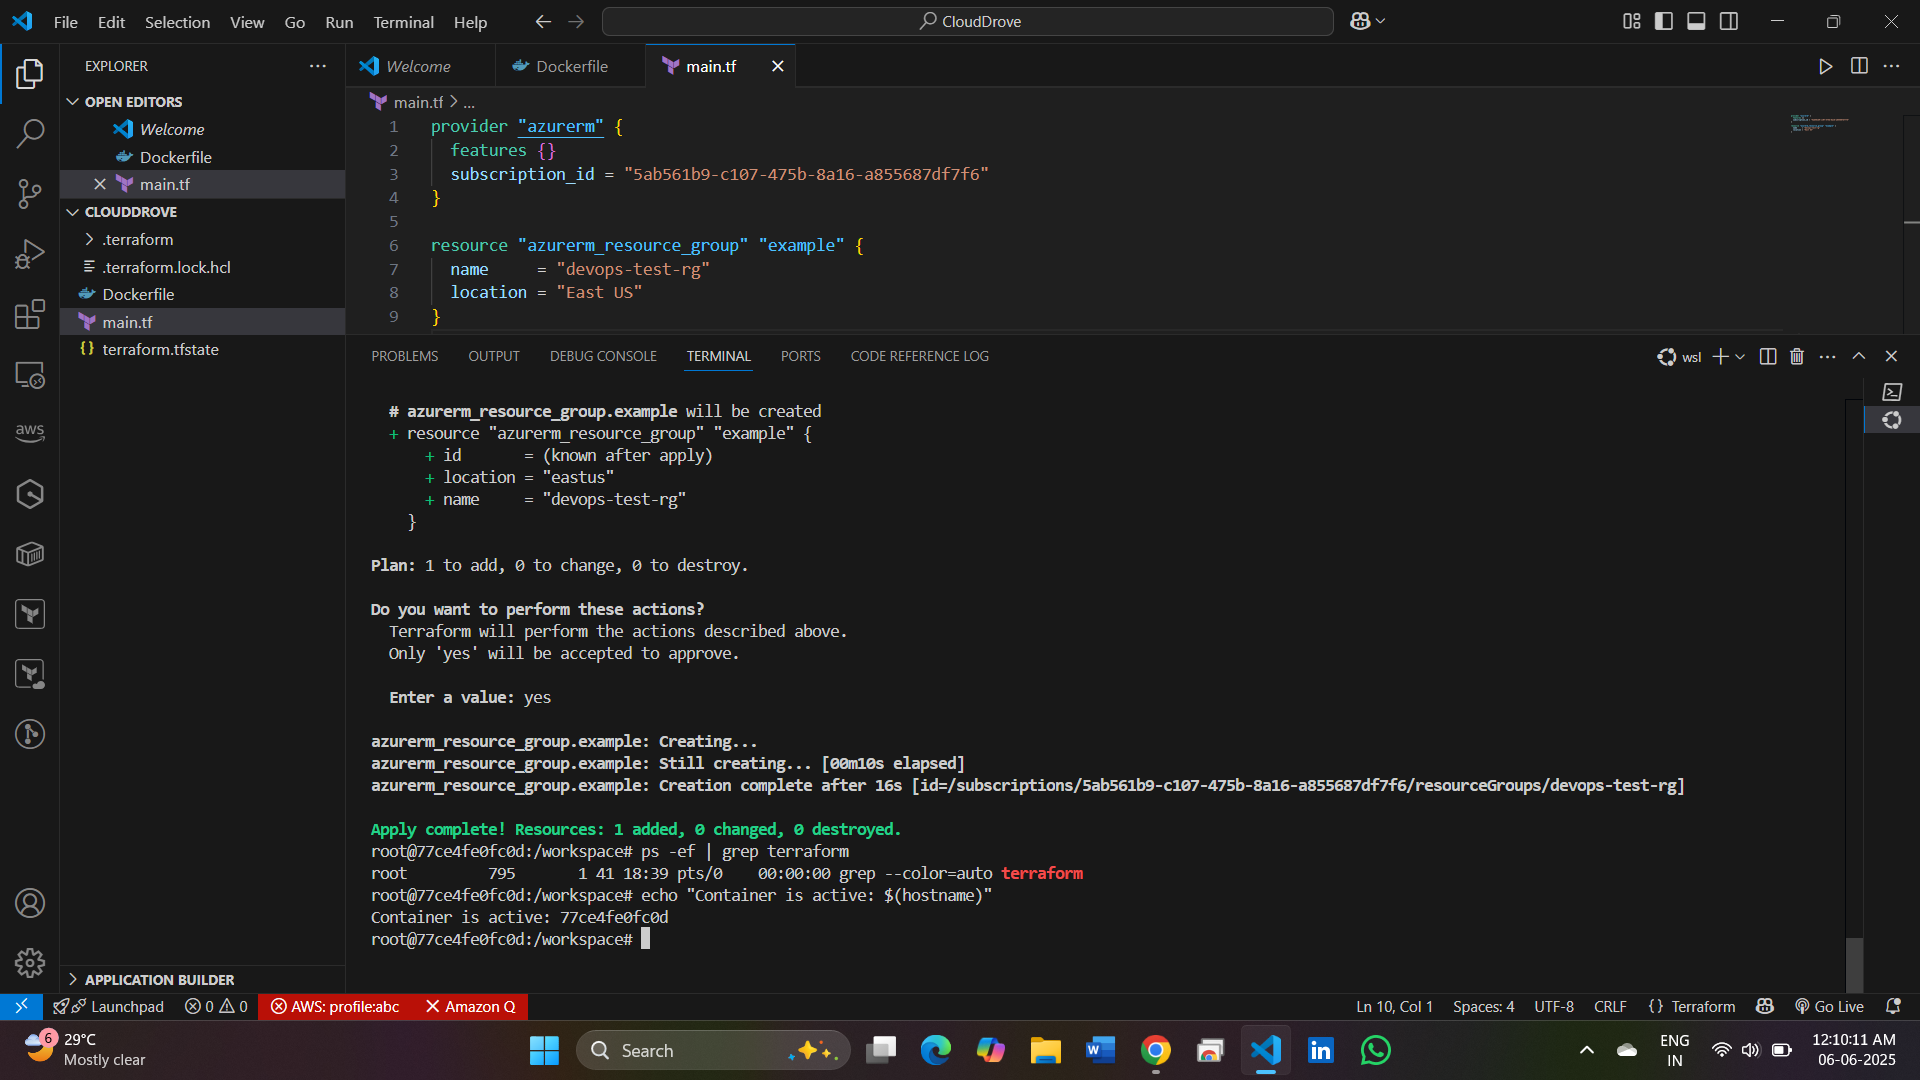 File Edit Selection View Go Run Terminal Help
CloudDrove
EXPLORER
OPEN EDITORS
Welcome
Dockerfile
main.tf
CLOUDDROVE
.terraform
.terraform.lock.hcl
Dockerfile
main.tf
terraform.tfstate
APPLICATION BUILDER
aws
Welcome Dockerfile main.tf
main.tf > ...
1 provider "azurerm" {
2 features {}
3 subscription_id = "5ab561b9-c107-475b-8a16-a855687df7f6"
4 }
5
6 resource "azurerm_resource_group" "example" {
7 name     = "devops-test-rg"
8 location = "East US"
9 }
PROBLEMS OUTPUT DEBUG CONSOLE TERMINAL PORTS CODE REFERENCE LOG
wsl
# azurerm_resource_group.example will be created
+ resource "azurerm_resource_group" "example" {
+ id       = (known after apply)
+ location = "eastus"
+ name     = "devops-test-rg"
}
Plan: 1 to add, 0 to change, 0 to destroy.
Do you want to perform these actions?
Terraform will perform the actions described above.
Only 'yes' will be accepted to approve.
Enter a value: yes
azurerm_resource_group.example: Creating...
azurerm_resource_group.example: Still creating... [00m10s elapsed]
azurerm_resource_group.example: Creation complete after 16s [id=/subscriptions/5ab561b9-c107-475b-8a16-a855687df7f6/resourceGroups/devops-test-rg]
Apply complete! Resources: 1 added, 0 changed, 0 destroyed.
root@77ce4fe0fc0d:/workspace# ps -ef | grep terraform
root         795       1 41 18:39 pts/0    00:00:00 grep --color=auto terraform
root@77ce4fe0fc0d:/workspace# echo "Container is active: $(hostname)"
Container is active: 77ce4fe0fc0d
root@77ce4fe0fc0d:/workspace#
Launchpad 0 0 AWS: profile:abc Amazon Q Ln 10, Col 1 Spaces: 4 UTF-8 CRLF {} Terraform Go Live
6 29°C
Mostly clear
Search
ENG
IN
12:10:11 AM
06-06-2025